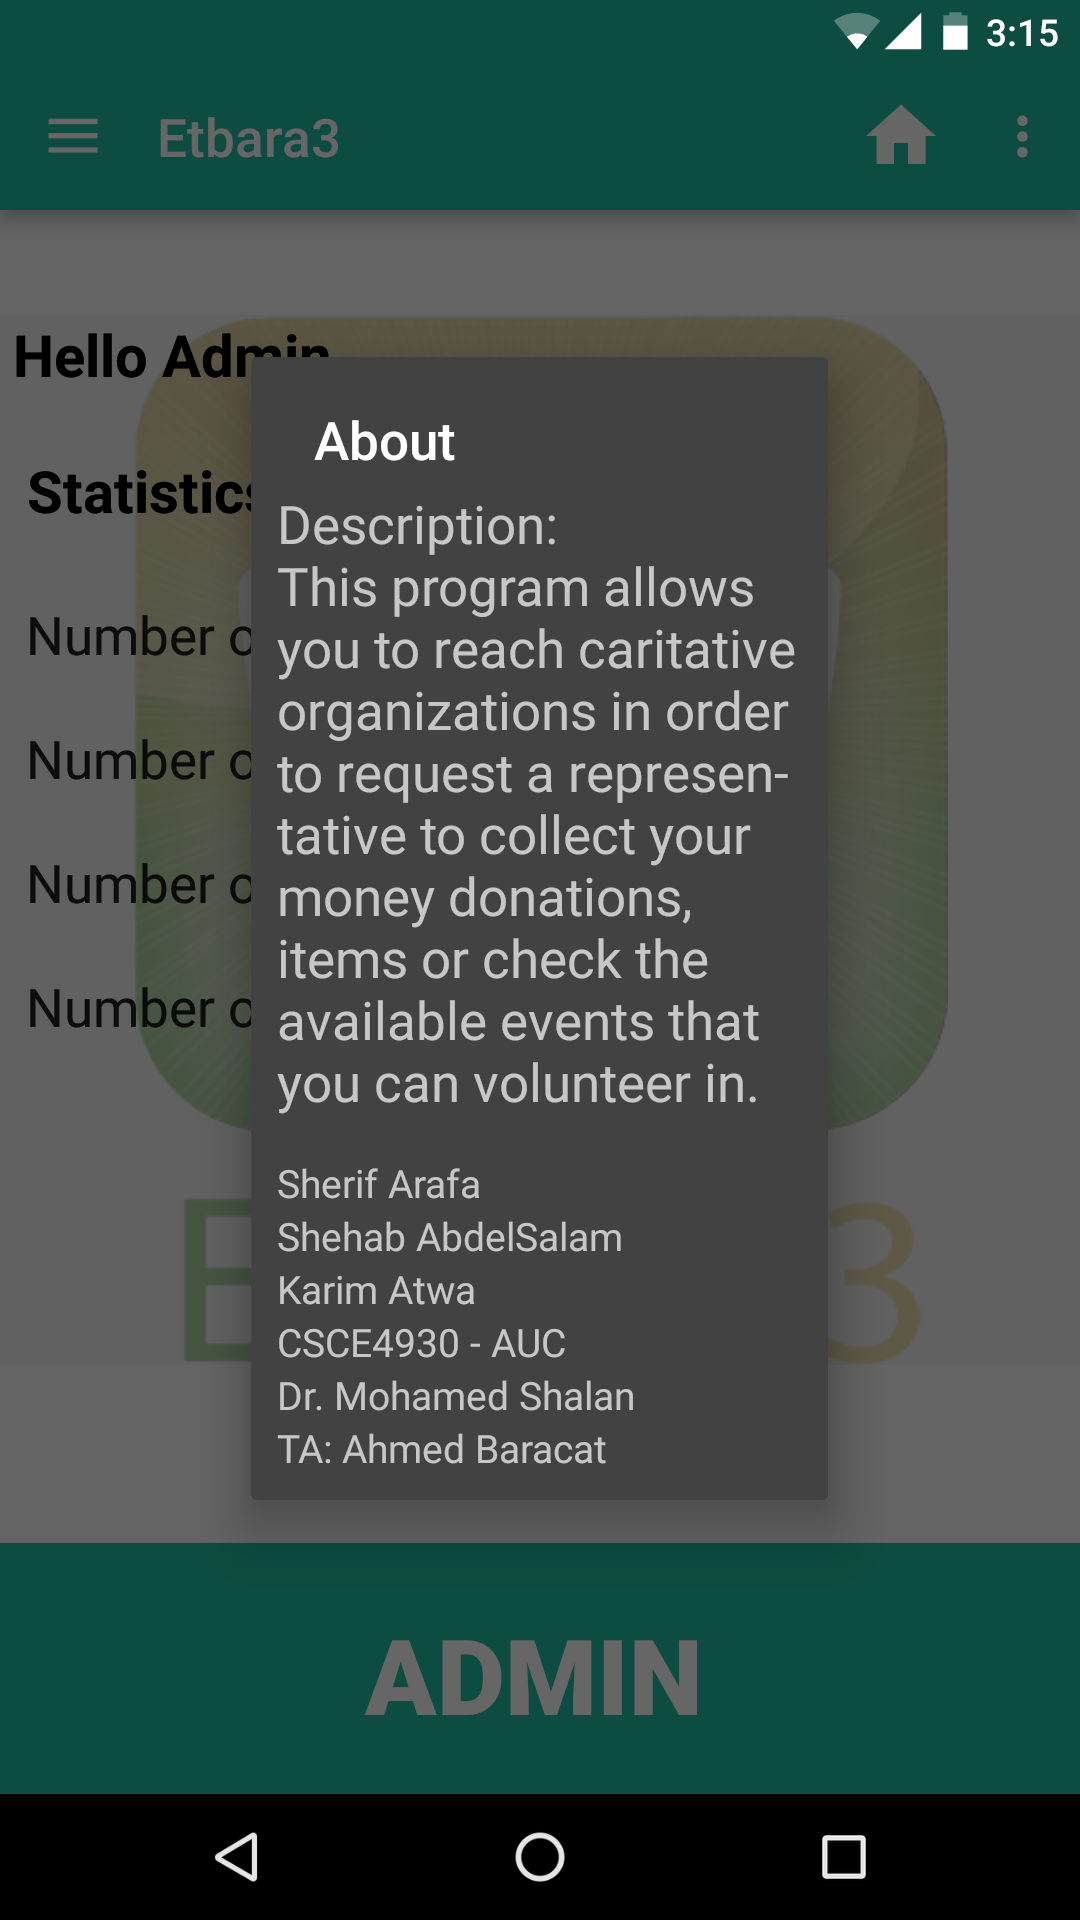 3:15
Etbara3
Hello Admin
About
Statistics
Description:
This program allows
you to reach caritative
organizations in order
to request a represen-
tative to collect your
money donations,
items or check the
available events that
you can volunteer in.
Number
Number
Number
Number
Sherif Arafa
Shehab AbdelSalam
Karim Atwa
CSCE4930 - AUC
Dr. Mohamed Shalan
TA: Ahmed Baracat
E 3
ADMIN